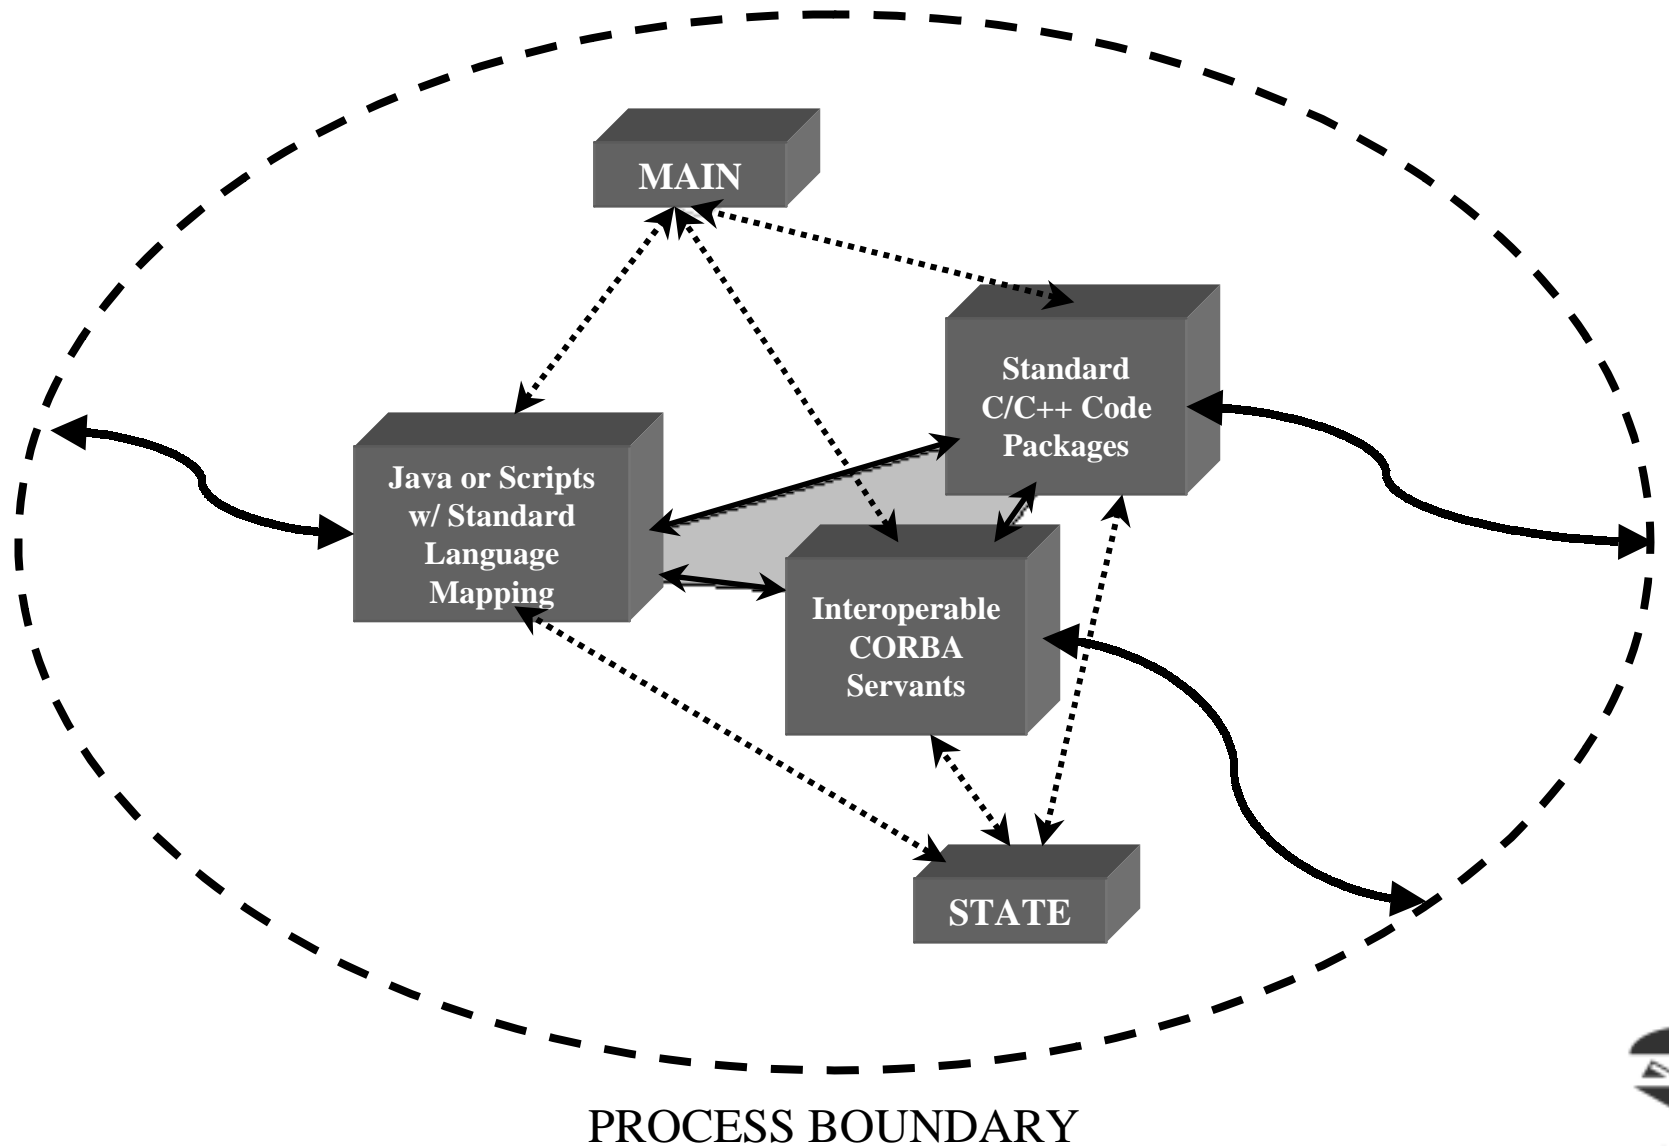 MAIN
Standard
C/C++ Code
Packages
Java or Scripts
w/ Standard
Language
Mapping
Interoperable
CORBA
Servants
STATE
PROCESS BOUNDARY